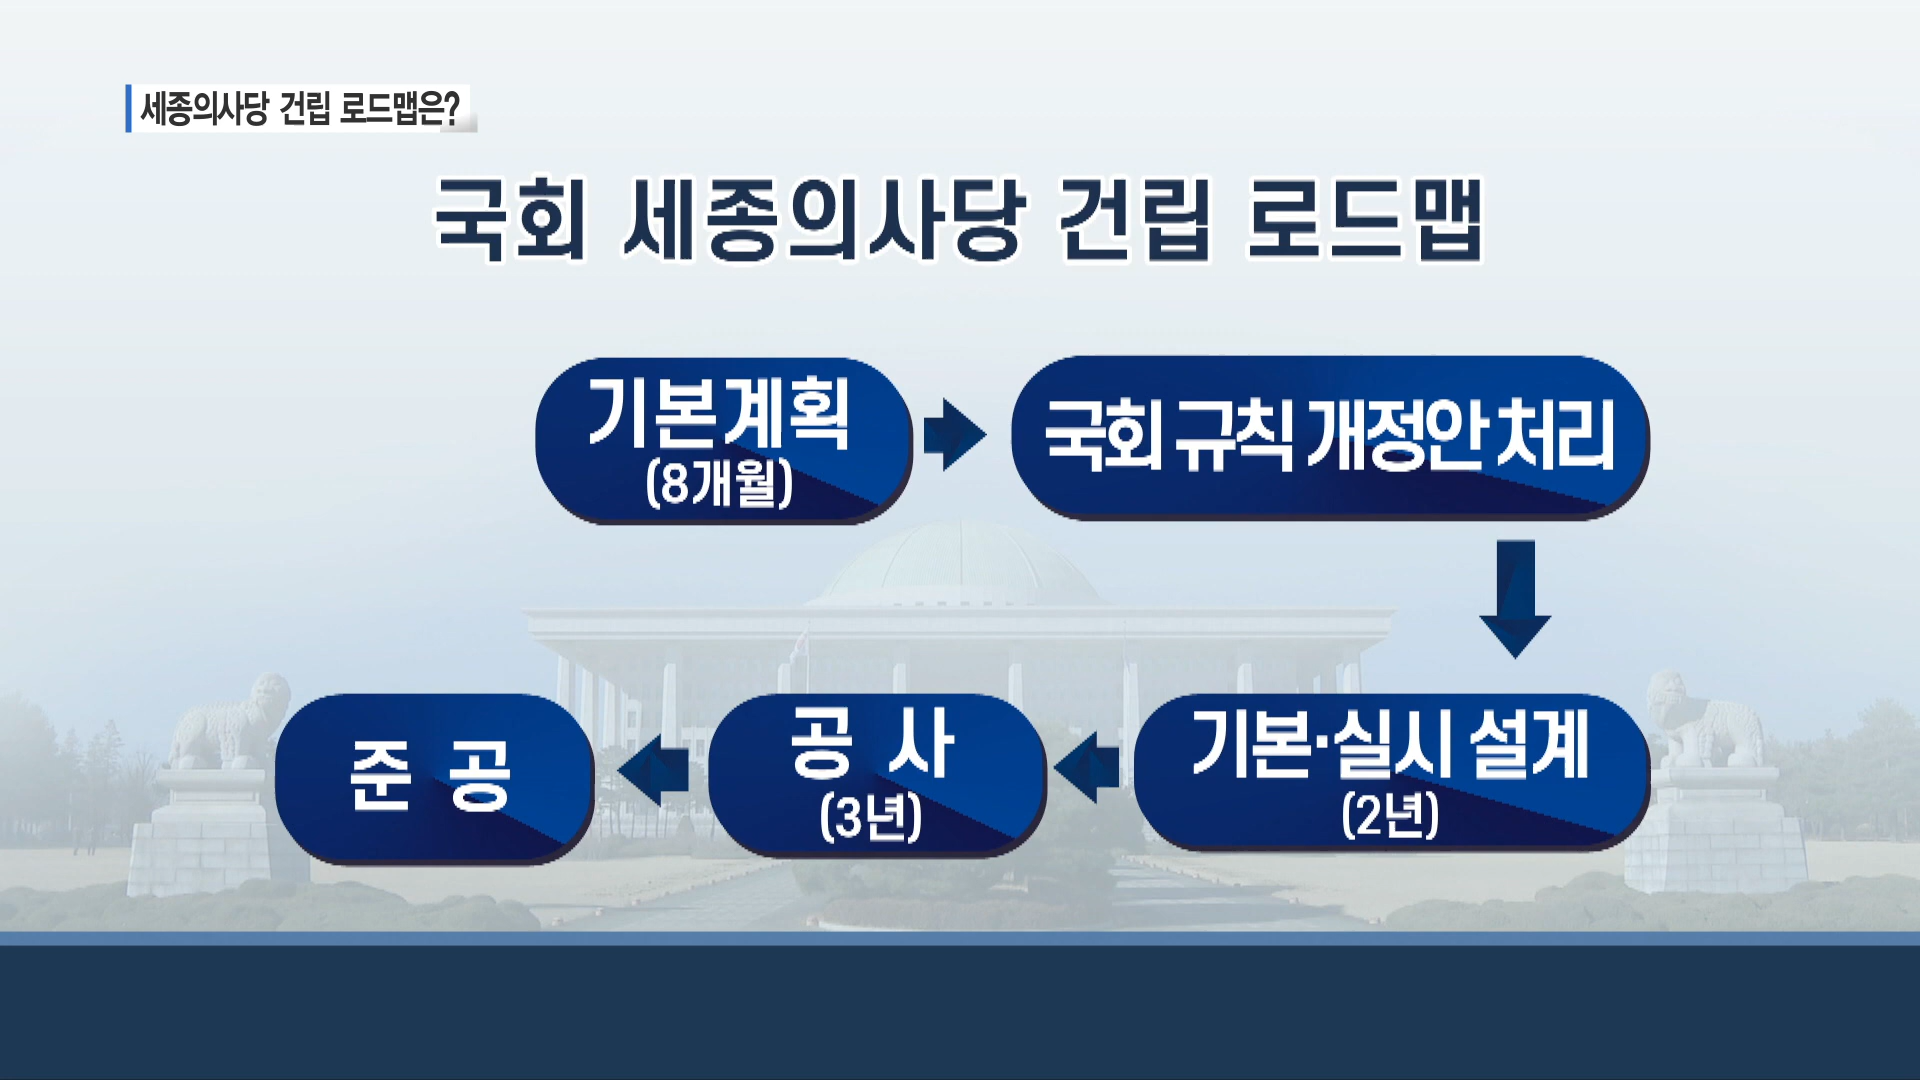 세종의사당 건립 로드맵은?
국회 세종의사당 건립 로드맵
기본계획
(8개월)
국회 규칙 개정안 처리
기본·실시 설계
(2년)
공 사
(3년)
준 공